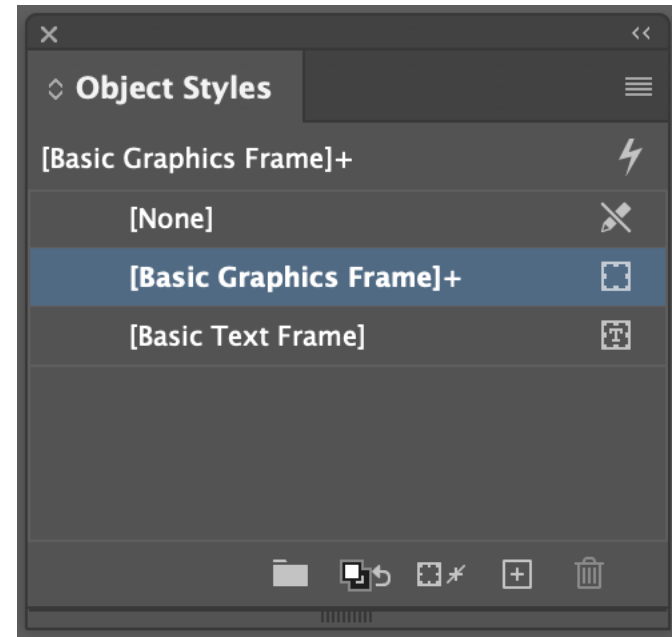 Object Styles
[Basic Graphics Frame]+
[None]
[Basic Graphics Frame]+
[Basic Text Frame]